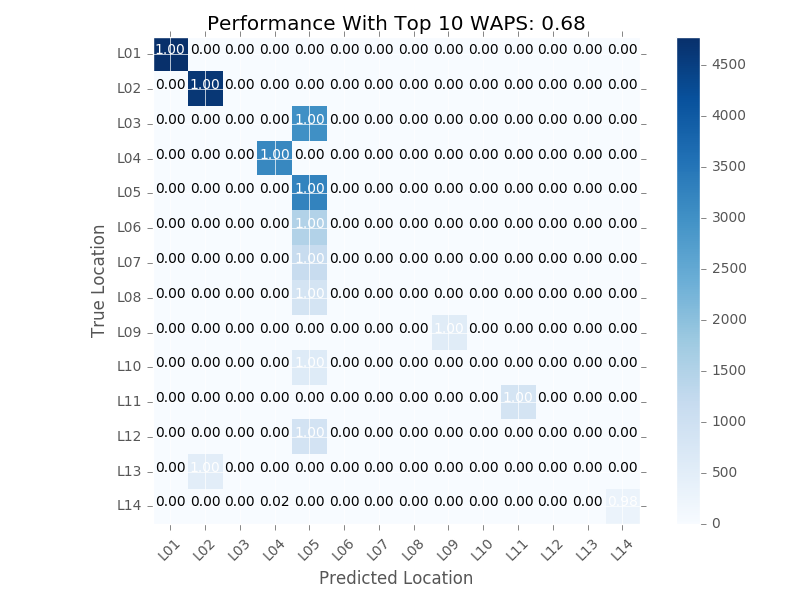 Performance With Top 10 WAPS: 0.68
L01 1.00 0.00 0.00 0.00 0.00 0.00 0.00 0.00 0.00 0.00 0.00 0.00 0.00 0.00
L02 0.00 1.00 0.00 0.00 0.00 0.00 0.00 0.00 0.00 0.00 0.00 0.00 0.00 0.00
L03 0.00 0.00 0.00 0.00 1.00 0.00 0.00 0.00 0.00 0.00 0.00 0.00 0.00 0.00
L04 0.00 0.00 0.00 1.00 0.00 0.00 0.00 0.00 0.00 0.00 0.00 0.00 0.00 0.00
L05 0.00 0.00 0.00 0.00 1.00 0.00 0.00 0.00 0.00 0.00 0.00 0.00 0.00 0.00
L06 0.00 0.00 0.00 0.00 1.00 0.00 0.00 0.00 0.00 0.00 0.00 0.00 0.00 0.00
L07 0.00 0.00 0.00 0.00 1.00 0.00 0.00 0.00 0.00 0.00 0.00 0.00 0.00 0.00
L08 0.00 0.00 0.00 0.00 1.00 0.00 0.00 0.00 0.00 0.00 0.00 0.00 0.00 0.00
L09 0.00 0.00 0.00 0.00 0.00 0.00 0.00 0.00 1.00 0.00 0.00 0.00 0.00 0.00
L10 0.00 0.00 0.00 0.00 1.00 0.00 0.00 0.00 0.00 0.00 0.00 0.00 0.00 0.00
L11 0.00 0.00 0.00 0.00 0.00 0.00 0.00 0.00 0.00 0.00 1.00 0.00 0.00 0.00
L12 0.00 0.00 0.00 0.00 1.00 0.00 0.00 0.00 0.00 0.00 0.00 0.00 0.00 0.00
L13 0.00 1.00 0.00 0.00 0.00 0.00 0.00 0.00 0.00 0.00 0.00 0.00 0.00 0.00
L14 0.00 0.00 0.00 0.02 0.00 0.00 0.00 0.00 0.00 0.00 0.00 0.00 0.00 0.98
L01 L02 L03 L04 L05 L06 L07 L08 L09 L10 L11 L12 L13 L14
Predicted Location
True Location
4500
4000
3500
3000
2500
2000
1500
1000
500
0